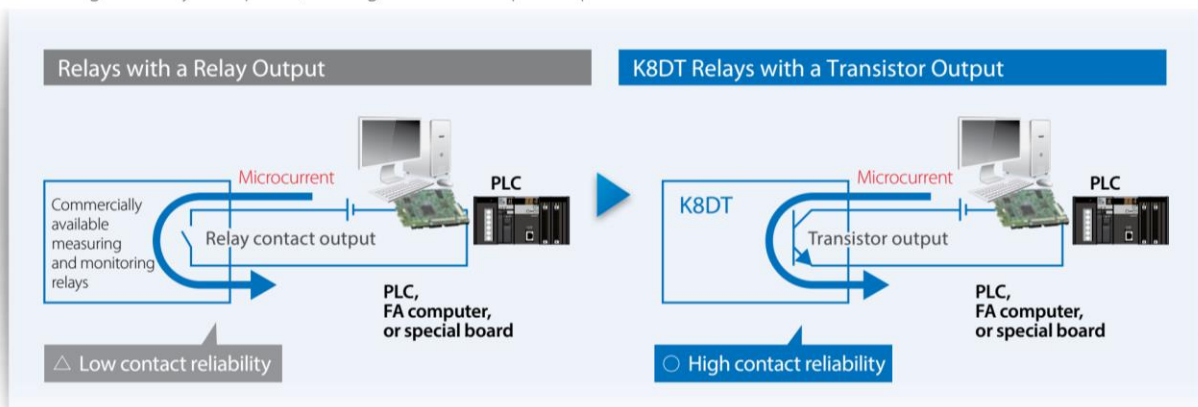 Relays with a Relay Output
Microcurrent
PLC
Commercially
available
measuring
and monitoring
relays
Relay contact output
PLC,
FA computer,
or special board
△ Low contact reliability
K8DT Relays with a Transistor Output
Microcurrent
PLC
K8DT
Transistor output
PLC,
FA computer,
or special board
○ High contact reliability